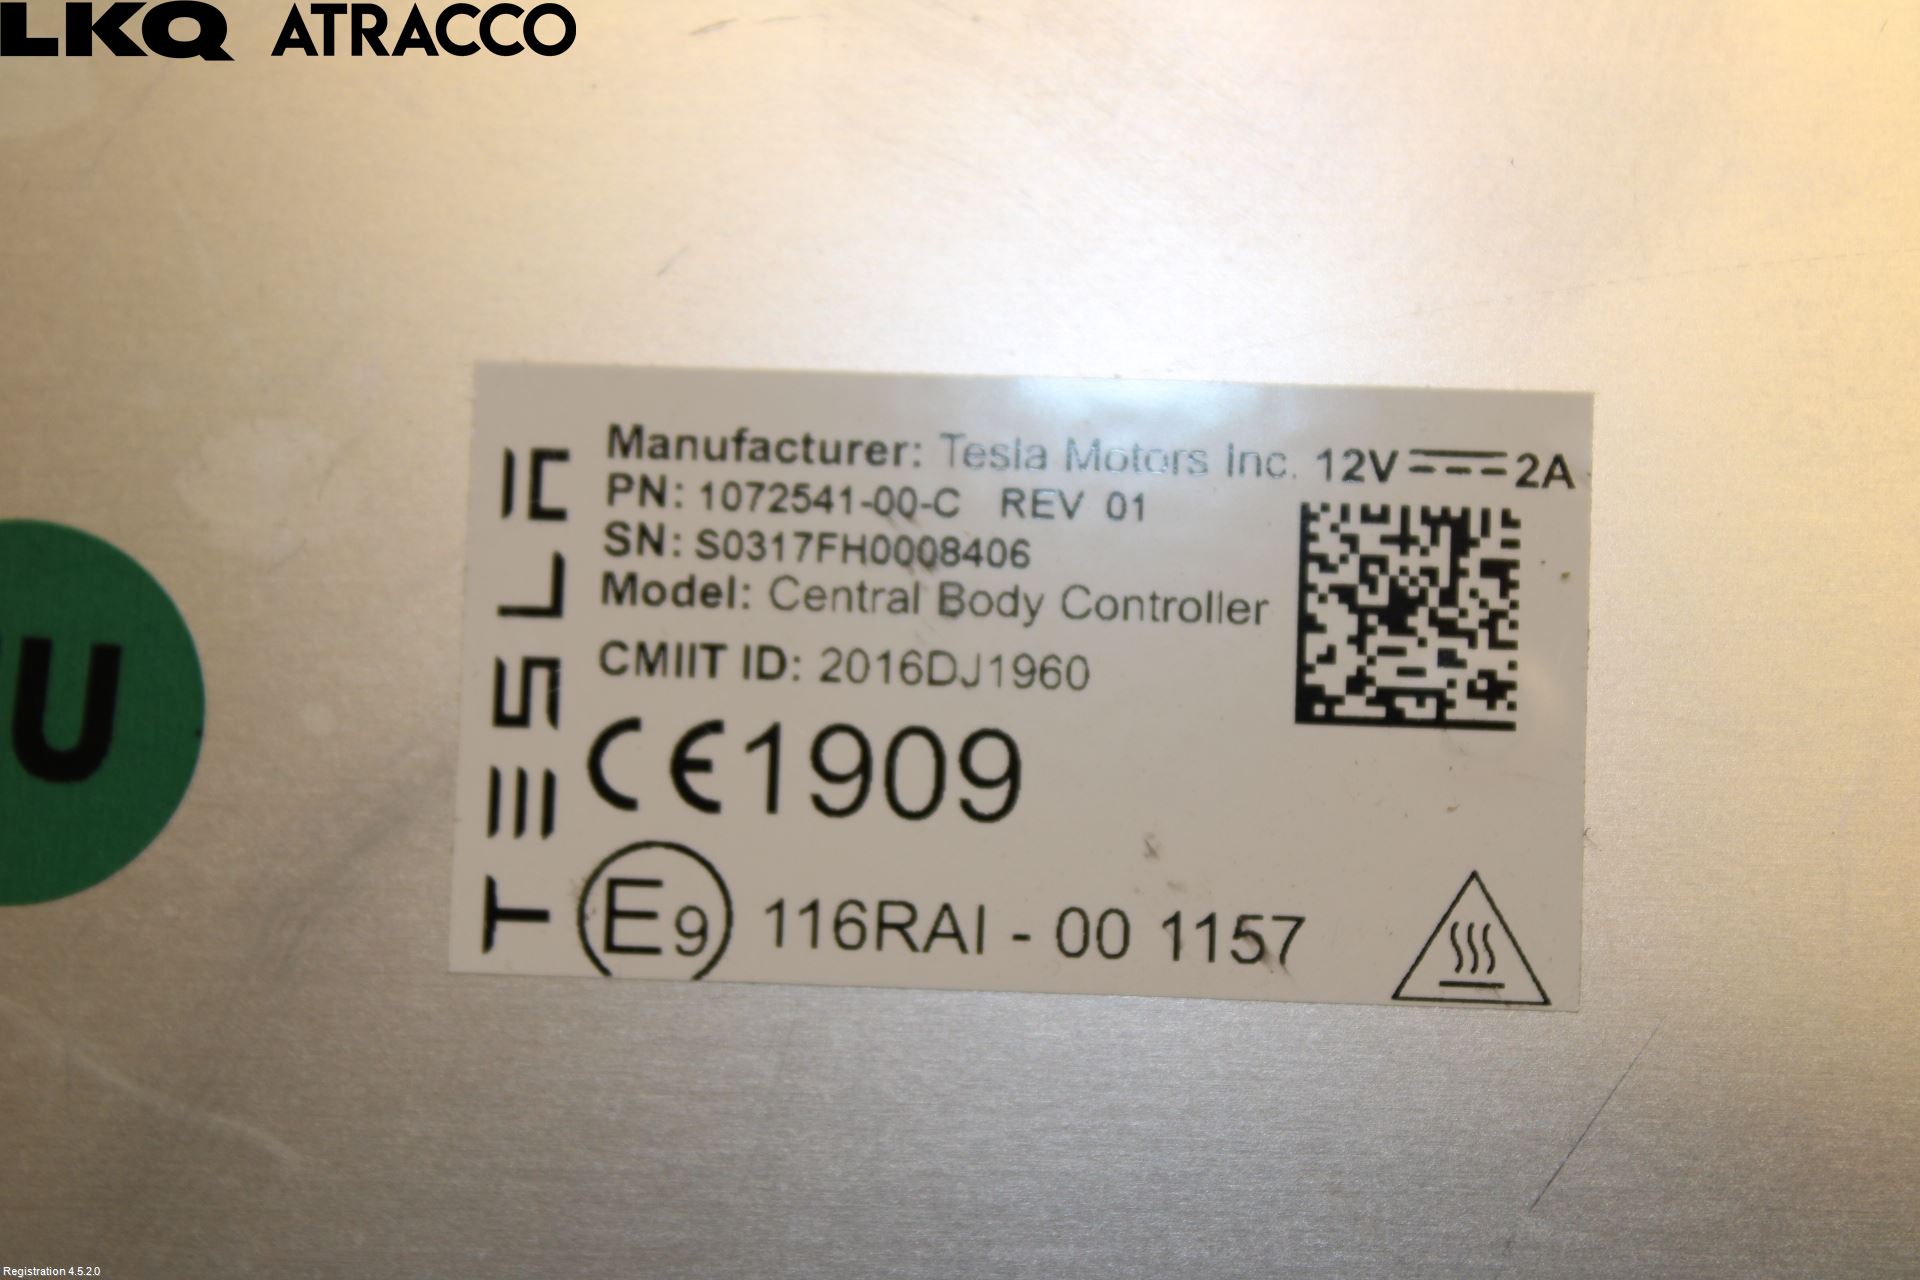 LKQ ATRACCO
TESLA
Manufacturer: Tesla Motors Inc. 12V 2A
PN: 1072541-00-C REV 01
SN: S0317FH0008406
Model: Central Body Controller
CMIIT ID: 2016DJ1960
CE1909
E9 116RAI - 00 1157
U
Registration 4.5.2.0